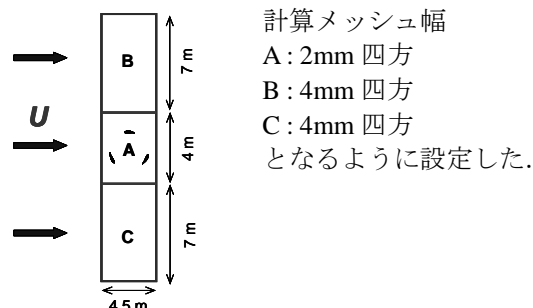 B
7 m
U
A
4 m
C
7 m
4.5 m
計算メッシュ幅
A : 2mm 四方
B : 4mm 四方
C : 4mm 四方
となるように設定した.